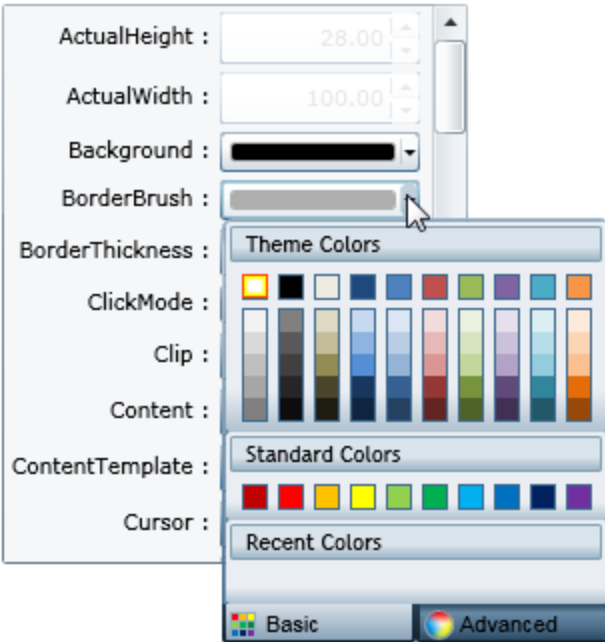 ActualHeight : 28.00
ActualWidth : 100.00
Background :
BorderBrush :
BorderThickness :
Theme Colors
ClickMode :
Clip :
Content :
ContentTemplate :
Standard Colors
Cursor :
Recent Colors
Basic Advanced